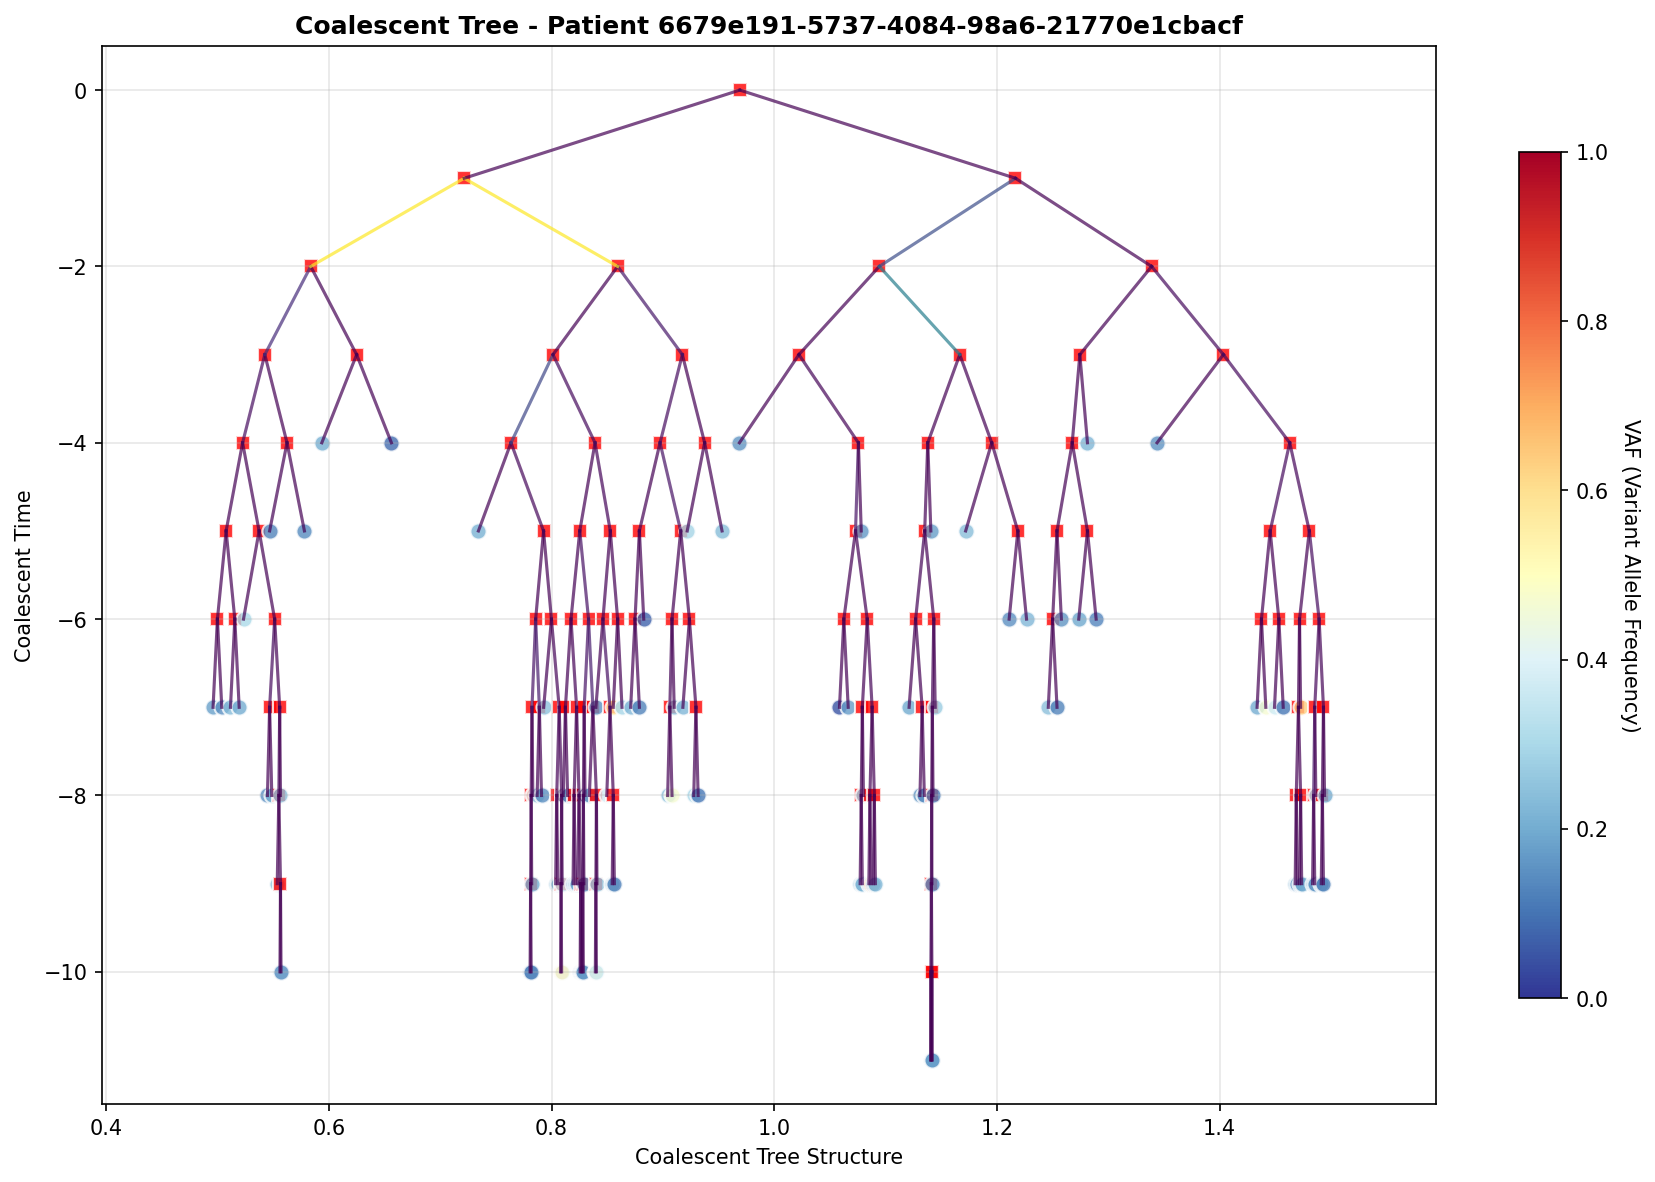 Coalescent Tree - Patient 6679e191-5737-4084-98a6-21770e1cbacf
0
−2
−4
−6
−8
−10
Coalescent Time
0.4 0.6 0.8 1.0 1.2 1.4
Coalescent Tree Structure
1.0
0.8
0.6
0.4
0.2
0.0
VAF (Variant Allele Frequency)